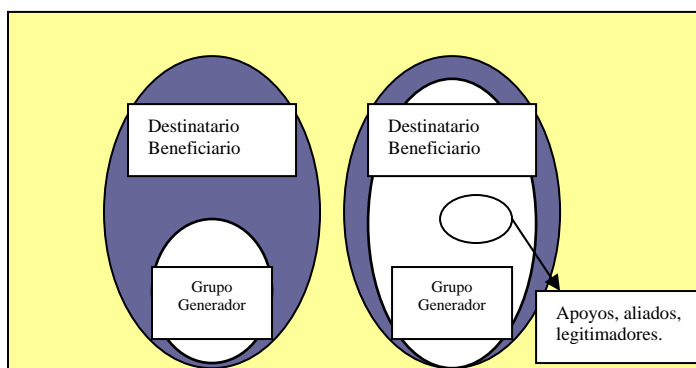 Destinatario
Beneficiario
Grupo
Generador
Destinatario
Beneficiario
Grupo
Generador
Apoyos, aliados,
legitimadores.